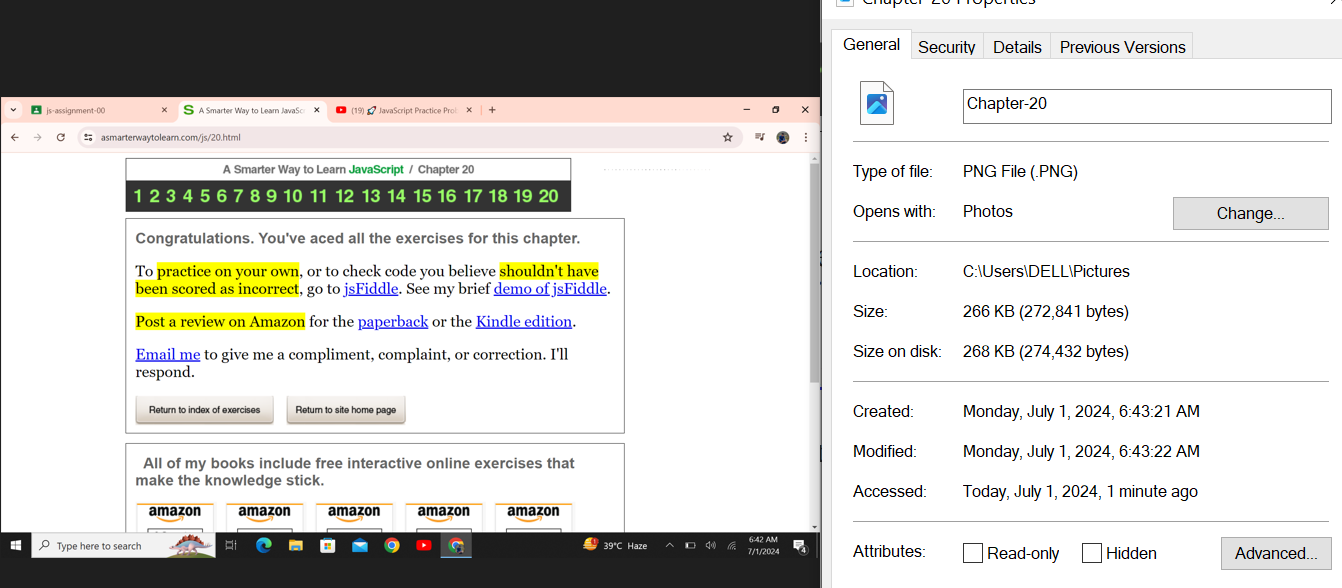 Chapter-20 Properties
General Security Details Previous Versions
Chapter-20
Type of file: PNG File (.PNG)
Opens with: Photos Change...
Location: C:\Users\DELL\Pictures
Size: 266 KB (272,841 bytes)
Size on disk: 268 KB (274,432 bytes)
Created: Monday, July 1, 2024, 6:43:21 AM
Modified: Monday, July 1, 2024, 6:43:22 AM
Accessed: Today, July 1, 2024, 1 minute ago
Attributes: Read-only Hidden Advanced...
js-assignment-00 A Smarter Way to Learn JavaSc (19) JavaScript Practice Prob
asmarterwaytolearn.com/js/20.html
A Smarter Way to Learn JavaScript / Chapter 20
1 2 3 4 5 6 7 8 9 10 11 12 13 14 15 16 17 18 19 20
Congratulations. You've aced all the exercises for this chapter.
To practice on your own, or to check code you believe shouldn't have
been scored as incorrect, go to jsFiddle. See my brief demo of jsFiddle.
Post a review on Amazon for the paperback or the Kindle edition.
Email me to give me a compliment, complaint, or correction. I'll
respond.
Return to index of exercises Return to site home page
All of my books include free interactive online exercises that
make the knowledge stick.
amazon amazon amazon amazon amazon
Type here to search 39°C Haze 6:42 AM
7/1/2024
4